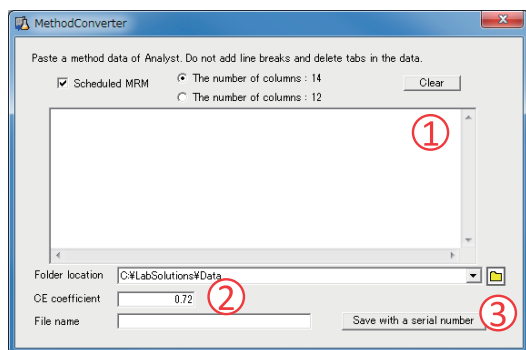 MethodConverter
Paste a method data of Analyst. Do not add line breaks and delete tabs in the data.
Scheduled MRM
The number of columns : 14
The number of columns : 12
Clear
①
Folder location
C:¥LabSolutions¥Data
CE coefficient
0.72
②
File name
Save with a serial number
③